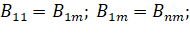 B₁₁ = B₁ₘ; B₁ₘ = Bₙₘ;